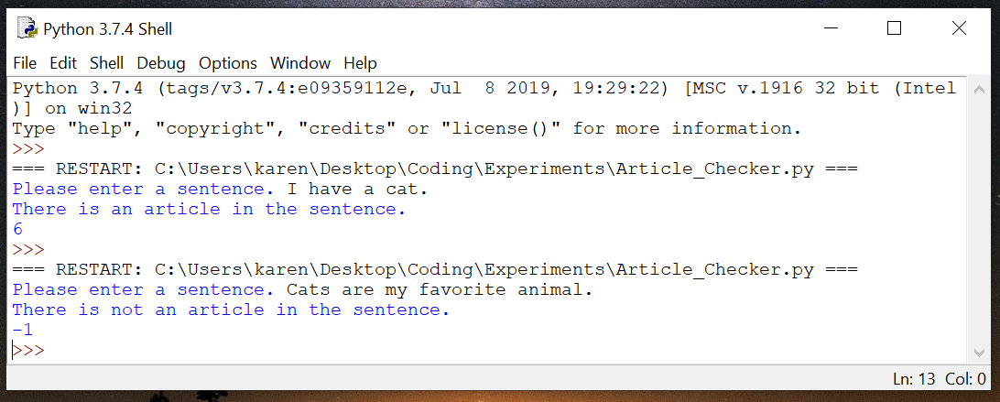 Python 3.7.4 Shell
File Edit Shell Debug Options Window Help
Python 3.7.4 (tags/v3.7.4:e09359112e, Jul  8 2019, 19:29:22) [MSC v.1916 32 bit (Intel
)] on win32
Type "help", "copyright", "credits" or "license()" for more information.
>>>
=== RESTART: C:\Users\karen\Desktop\Coding\Experiments\Article_Checker.py ===
Please enter a sentence. I have a cat.
There is an article in the sentence.
6
>>>
=== RESTART: C:\Users\karen\Desktop\Coding\Experiments\Article_Checker.py ===
Please enter a sentence. Cats are my favorite animal.
There is not an article in the sentence.
-1
>>>
Ln: 13 Col: 0